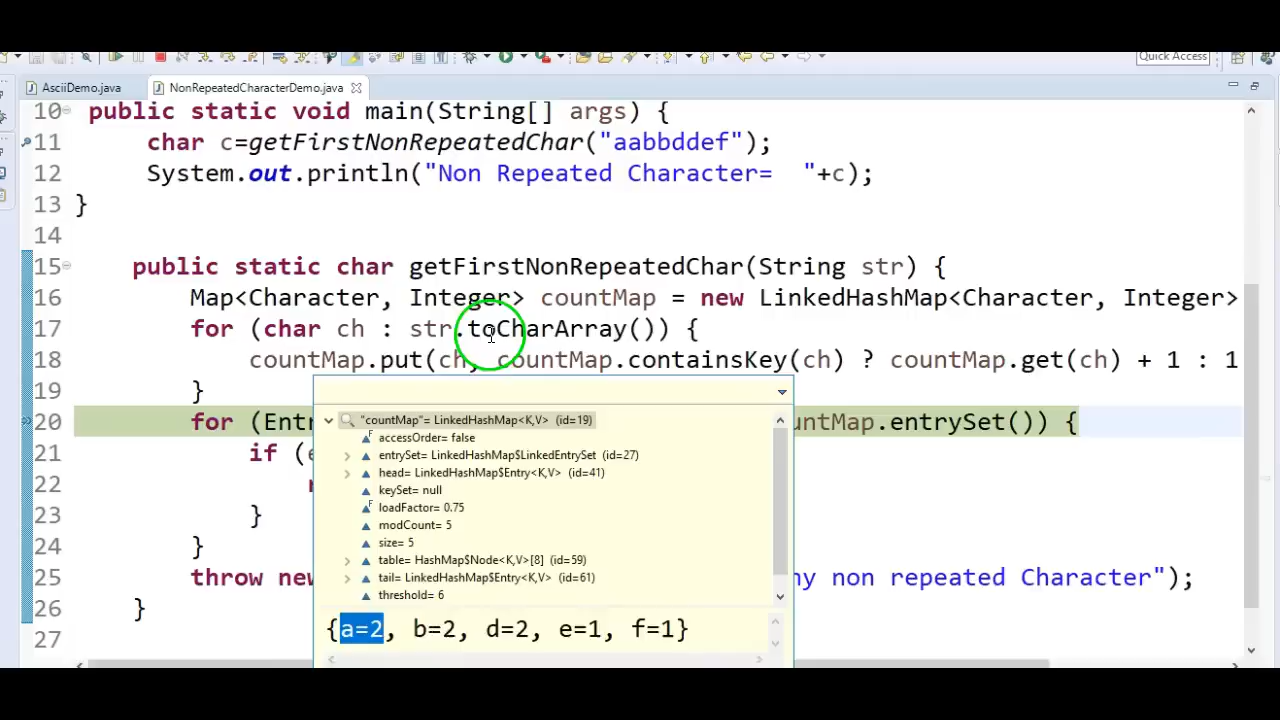 Quick Access
AsciiDemo.java
NonRepeatedCharacterDemo.java
10 public static void main(String[] args) {
11 char c=getFirstNonRepeatedChar("aabbddef");
12 System.out.println("Non Repeated Character=  "+c);
13 }
14
15 public static char getFirstNonRepeatedChar(String str) {
16 Map<Character, Integer> countMap = new LinkedHashMap<Character, Integer>
17 for (char ch : str.toCharArray()) {
18 countMap.put(ch, countMap.containsKey(ch) ? countMap.get(ch) + 1 : 1
19 }
20 for (Entr untMap.entrySet()) {
21 if (e
22 r
23 }
24 }
25 throw new ny non repeated Character");
26 }
27
"countMap"= LinkedHashMap<K,V> (id=19)
accessOrder= false
entrySet= LinkedHashMap$LinkedEntrySet (id=27)
head= LinkedHashMap$Entry<K,V> (id=41)
keySet= null
loadFactor= 0.75
modCount= 5
size= 5
table= HashMap$Node<K,V>[8] (id=59)
tail= LinkedHashMap$Entry<K,V> (id=61)
threshold= 6
{a=2, b=2, d=2, e=1, f=1}